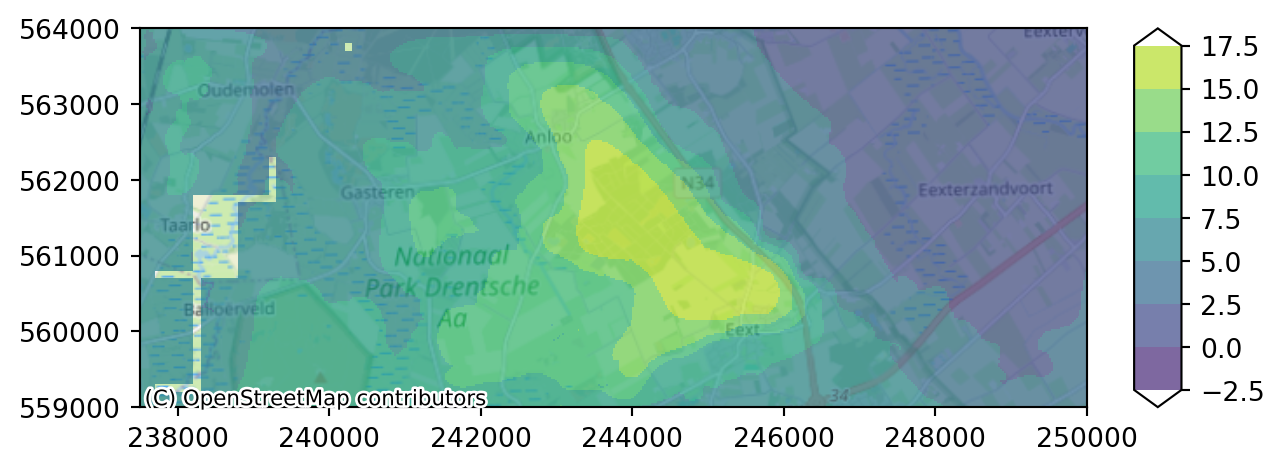 564000
563000
562000
561000
560000
559000
Eexterv
Oudemolen
Anloo
Gasteren
N34
Eexterzandvoort
Taarlo
Nationaal
Park Drentsche
Aa
Balloerveld
Eext
34
(C) OpenStreetMap contributors
238000 240000 242000 244000 246000 248000 250000
17.5
15.0
12.5
10.0
7.5
5.0
2.5
0.0
−2.5